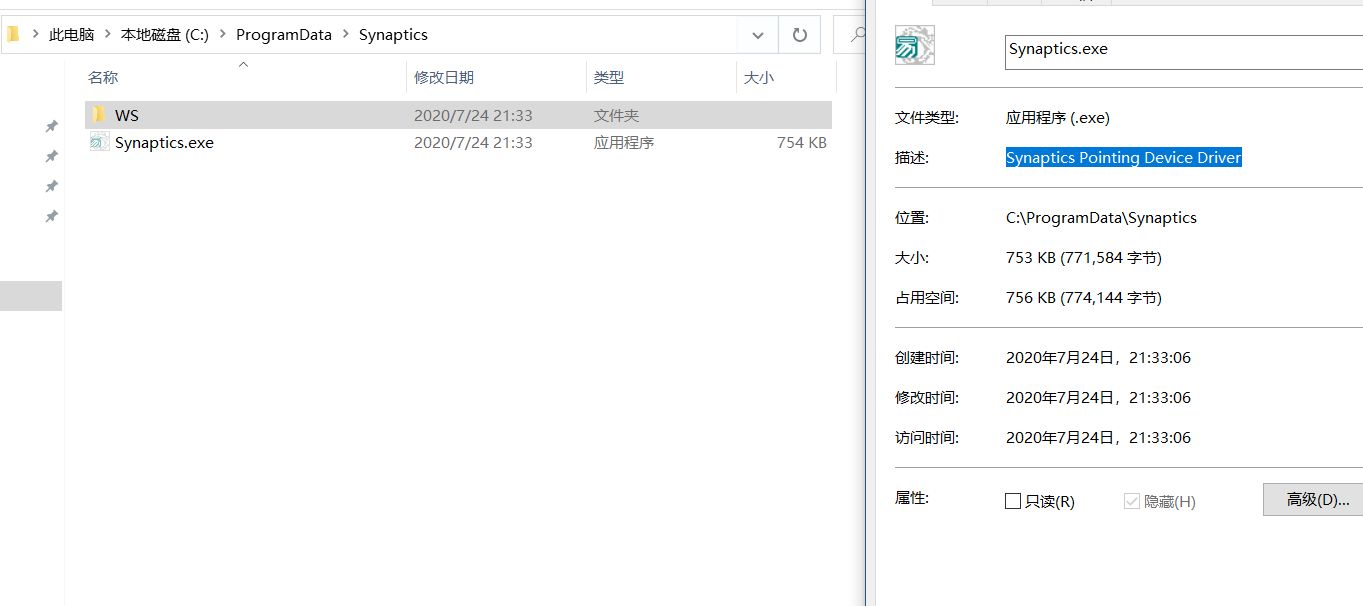 此电脑 > 本地磁盘 (C:) > ProgramData > Synaptics
名称 修改日期 类型 大小
WS 2020/7/24 21:33 文件夹
Synaptics.exe 2020/7/24 21:33 应用程序 754 KB
易
Synaptics.exe
文件类型: 应用程序 (.exe)
描述: Synaptics Pointing Device Driver
位置: C:\ProgramData\Synaptics
大小: 753 KB (771,584 字节)
占用空间: 756 KB (774,144 字节)
创建时间: 2020年7月24日，21:33:06
修改时间: 2020年7月24日，21:33:06
访问时间: 2020年7月24日，21:33:06
属性: 只读(R) 隐藏(H) 高级(D)...